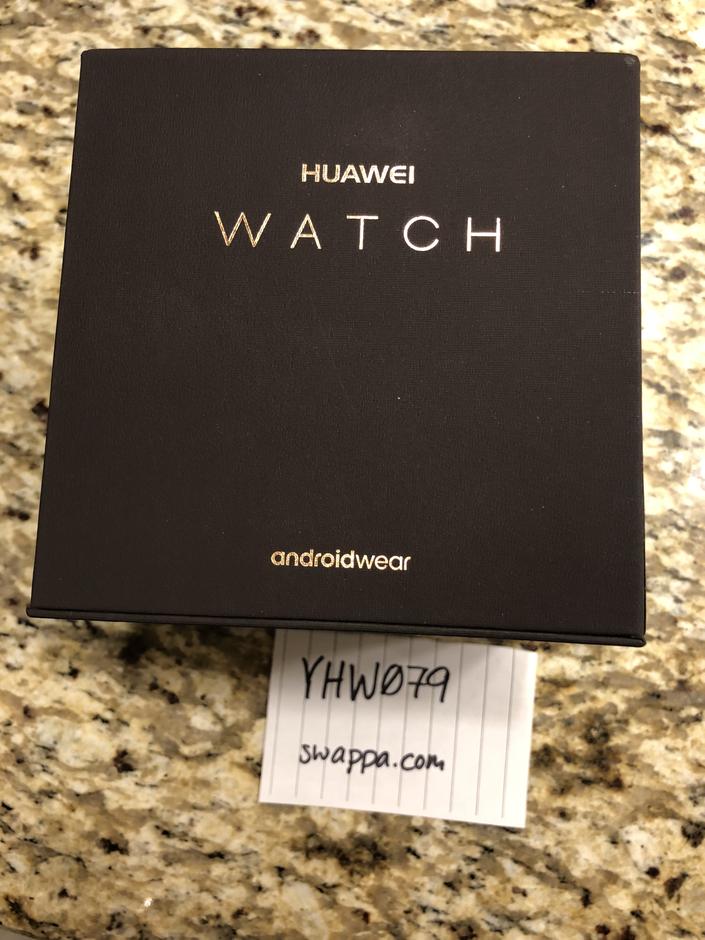 HUAWEI
WATCH
androidwear
YHW079
swappa.com